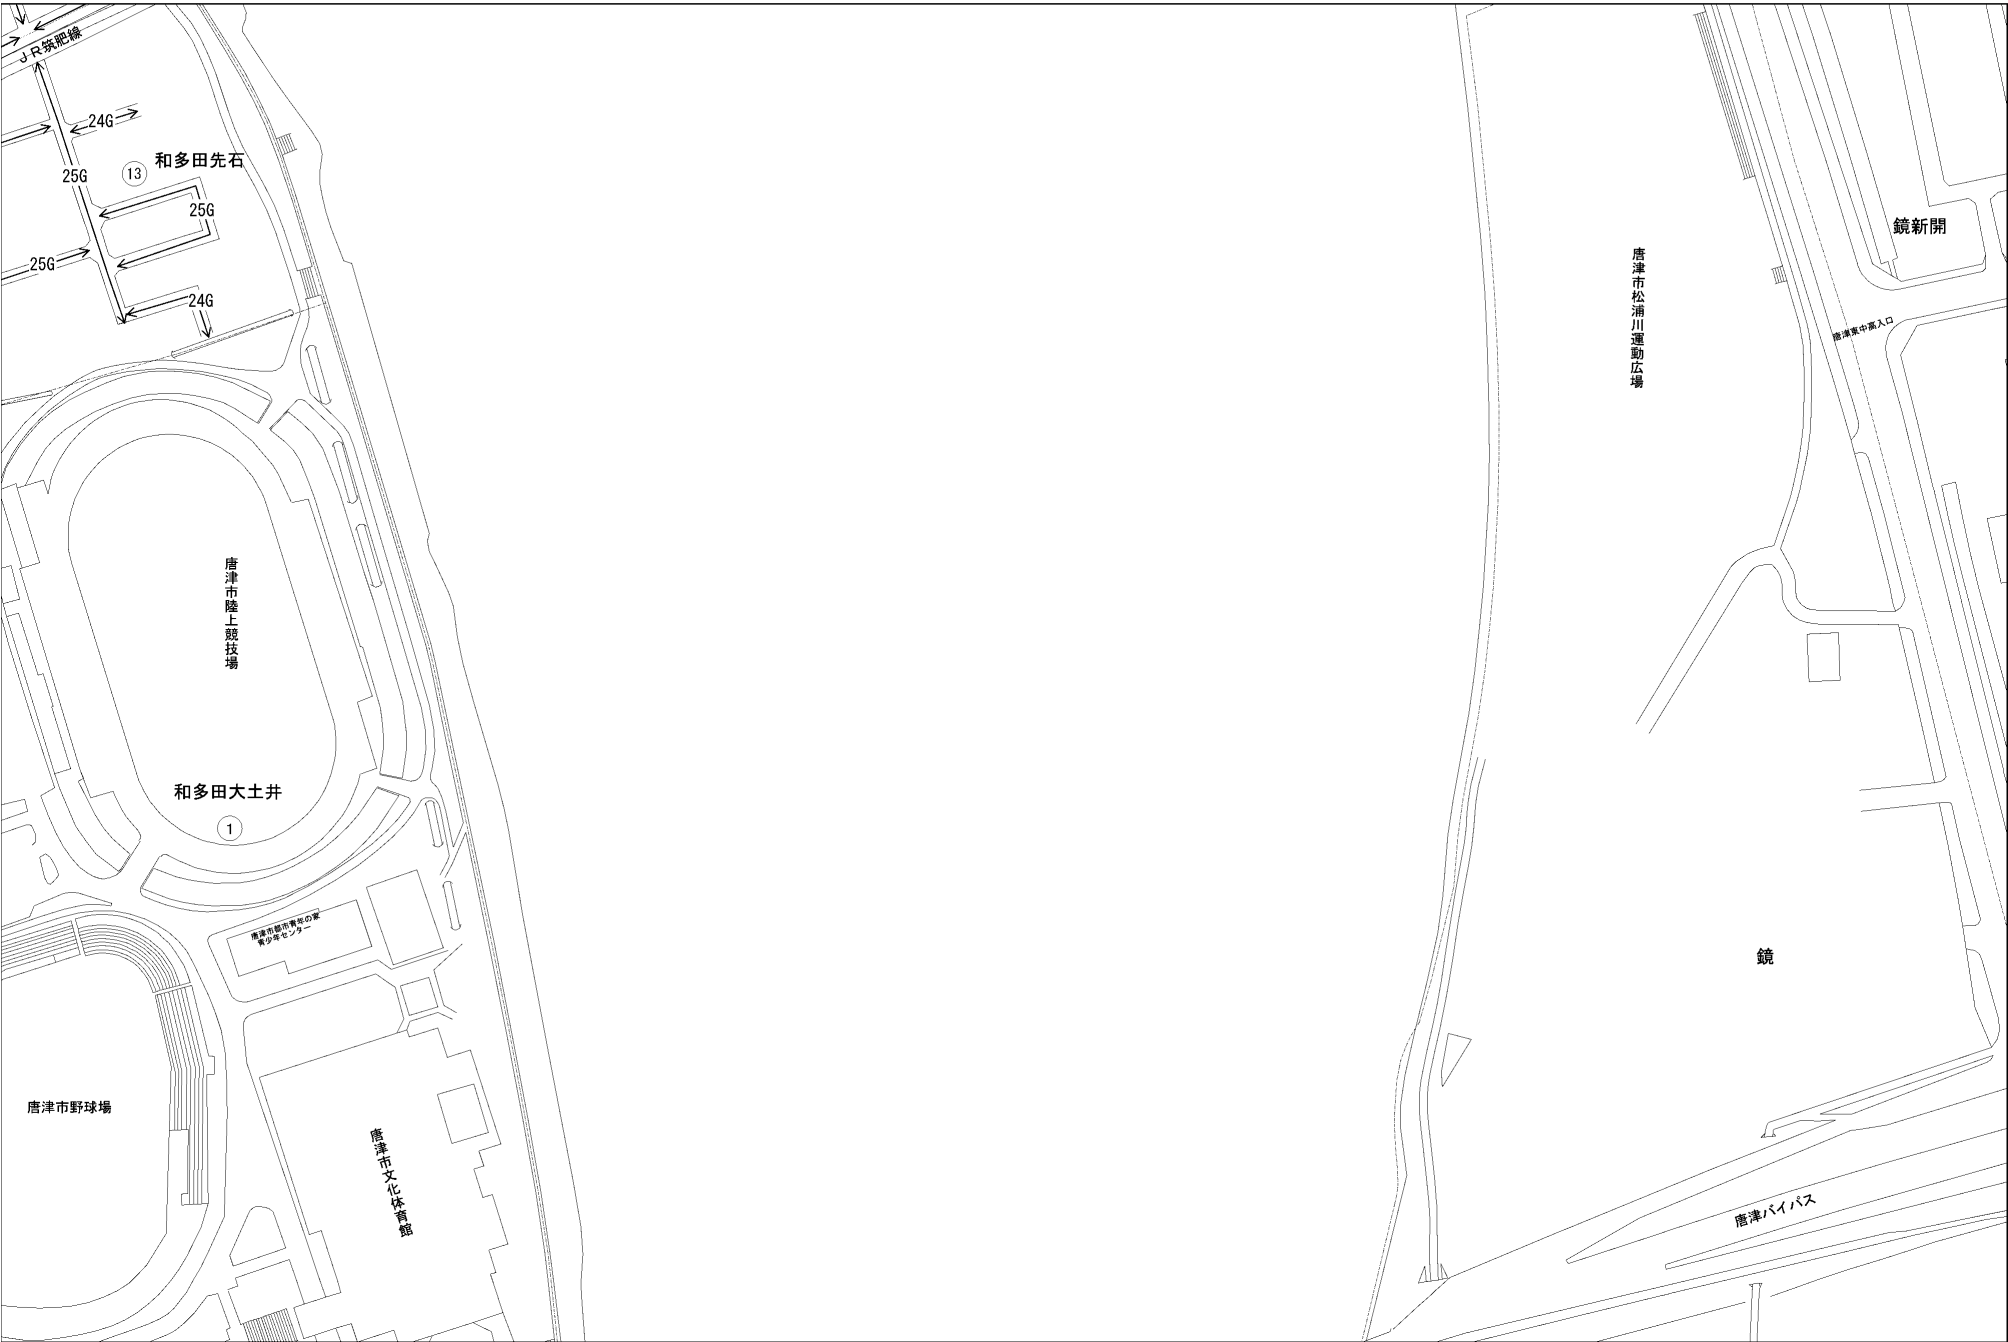 JR筑肥線
24G
和多田先石
13
25G
25G
25G
24G
鏡新開
唐津市松浦川運動広場
唐津東中高入口
唐津市陸上競技場
和多田大土井
1
唐津市都市青年の家
青少年センター
鏡
唐津市野球場
唐津市文化体育館
唐津バイパス